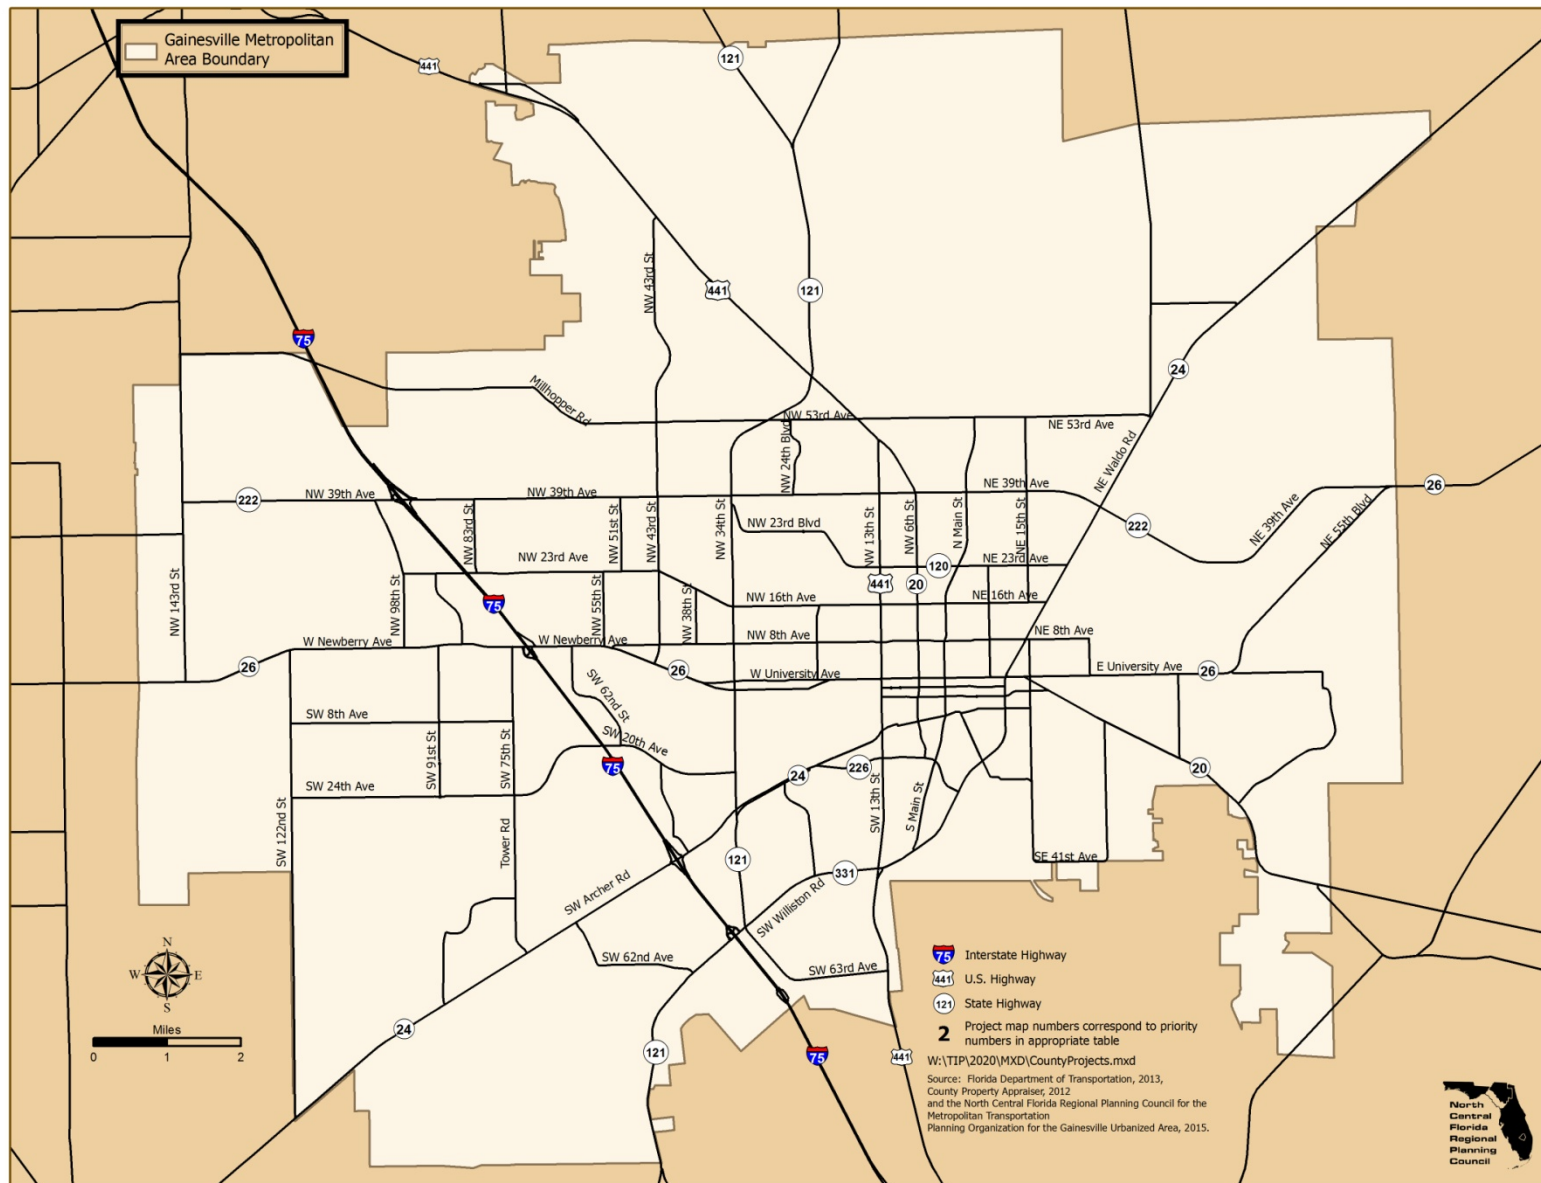 Gainesville Metropolitan
Area Boundary
441
121
75
NW 43rd St
441
121
24
Millhopper Rd
NW 53rd Ave
NE 53rd Ave
NW 24th Blvd
NE Waldo Rd
222
NW 39th Ave
NW 39th Ave
NE 39th Ave
26
222
NE 39th Ave
NE 55th Blvd
NW 83rd St
NW 51st St
NW 43rd St
NW 34th St
NW 23rd Blvd
NW 13th St
NW 6th St
N Main St
NE 15th St
NW 23rd Ave
120
NE 23rd Ave
NW 143rd St
NW 98th St
75
NW 55th St
NW 38th St
NW 16th Ave
441
20
NE 16th Ave
W Newberry Ave
W Newberry Ave
NW 8th Ave
NE 8th Ave
26
26
W University Ave
E University Ave
26
SW 62nd St
SW 8th Ave
SW 91st St
SW 75th St
SW 20th Ave
75
24
226
20
SW 24th Ave
SW 13th St
S Main St
SW 122nd St
Tower Rd
121
331
SE 41st Ave
SW Archer Rd
SW Williston Rd
SW 62nd Ave
SW 63rd Ave
N
W E
S
Miles
0 1 2
24
121
75
441
75 Interstate Highway
441 U.S. Highway
121 State Highway
2 Project map numbers correspond to priority
numbers in appropriate table
W:\TIP\2020\MXD\CountyProjects.mxd
Source: Florida Department of Transportation, 2013,
County Property Appraiser, 2012
and the North Central Florida Regional Planning Council for the
Metropolitan Transportation
Planning Organization for the Gainesville Urbanized Area, 2015.
North
Central
Florida
Regional
Planning
Council